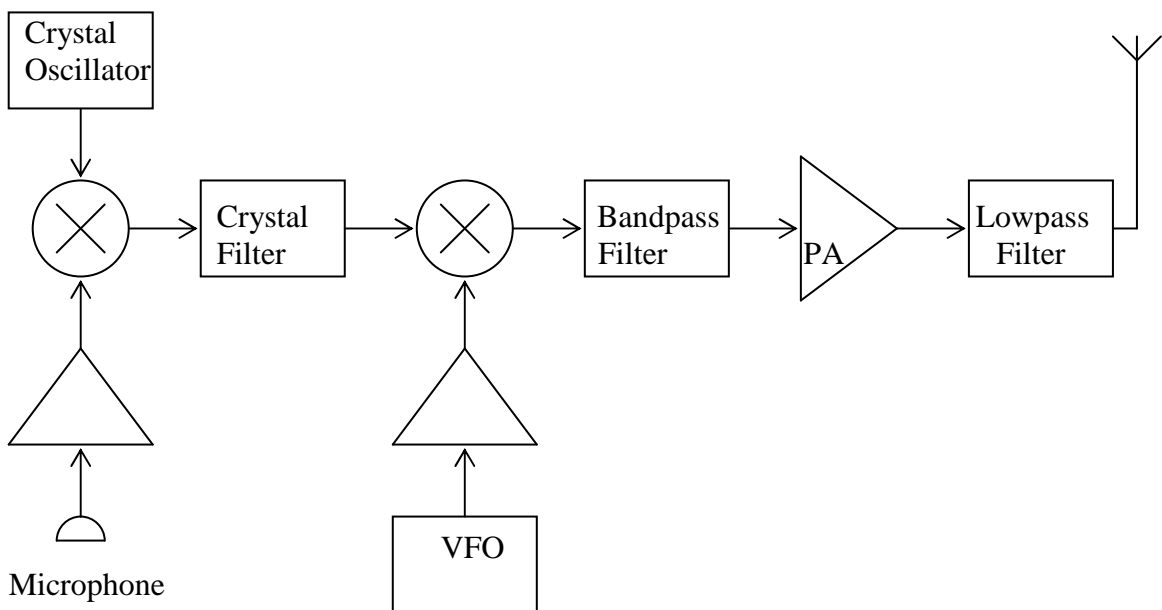 Crystal
Oscillator
Crystal
Filter
Bandpass
Filter
PA
Lowpass
Filter
VFO
Microphone